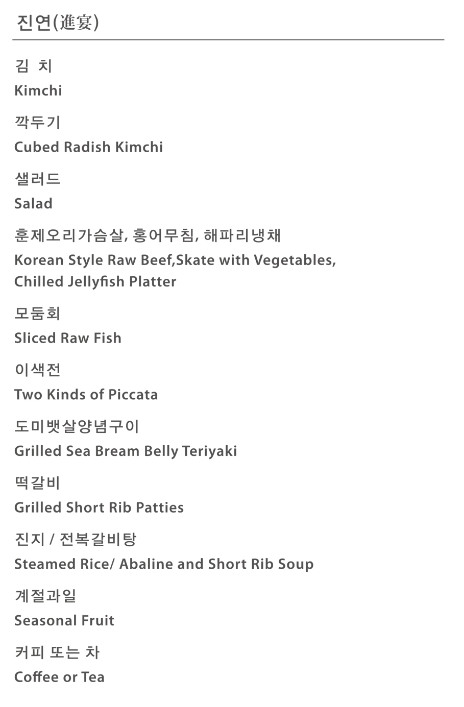 진연(進宴)
김 치
Kimchi
깍두기
Cubed Radish Kimchi
샐러드
Salad
훈제오리가슴살, 홍어무침, 해파리냉채
Korean Style Raw Beef,Skate with Vegetables,
Chilled Jellyfish Platter
모둠회
Sliced Raw Fish
이색전
Two Kinds of Piccata
도미뱃살양념구이
Grilled Sea Bream Belly Teriyaki
떡갈비
Grilled Short Rib Patties
진지 / 전복갈비탕
Steamed Rice/ Abaline and Short Rib Soup
계절과일
Seasonal Fruit
커피 또는 차
Coffee or Tea